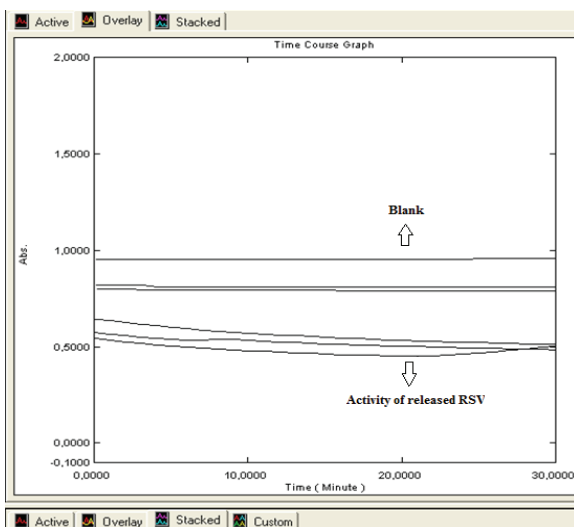 Active Overlay Stacked
Time Course Graph
2,0000
1,5000
Blank
1,0000
Abs.
0,5000
Activity of released RSV
0,0000
-0,1000
0,0000 10,0000 20,0000 30,0000
Time ( Minute )
Active Overlay Stacked Custom